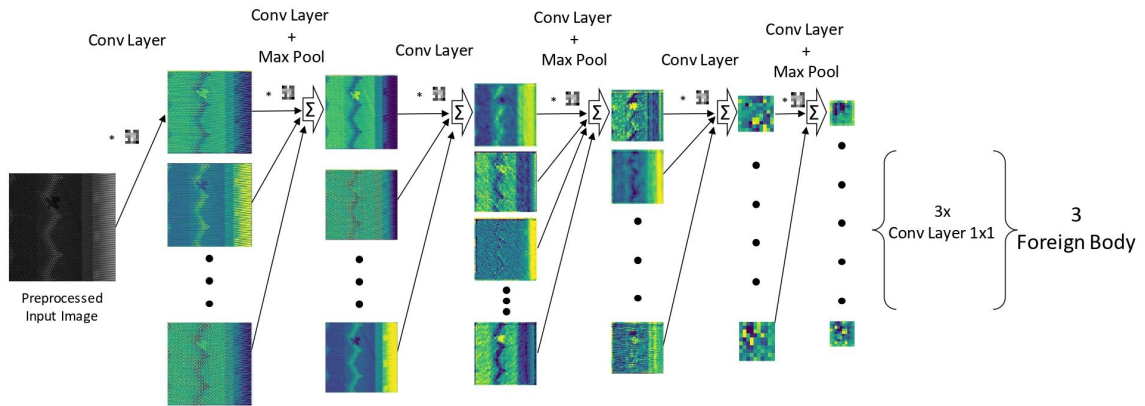 Conv Layer
Conv Layer
+
Max Pool
Conv Layer
Conv Layer
+
Max Pool
Conv Layer
Conv Layer
+
Max Pool
*
* Σ
* Σ
* Σ
* Σ
* Σ
Preprocessed
Input Image
3x
Conv Layer 1x1
3
Foreign Body